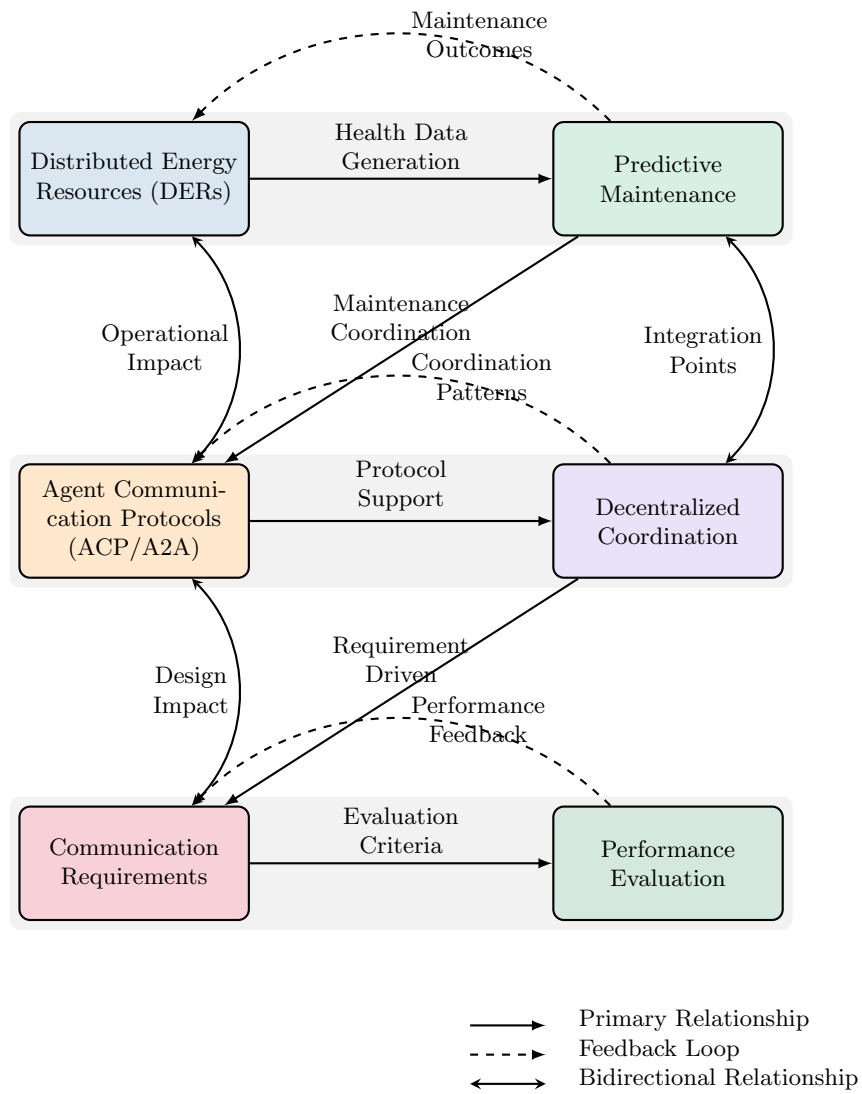 Maintenance
Outcomes
Distributed Energy
Resources (DERs)
Health Data
Generation
Predictive
Maintenance
Operational
Impact
Maintenance
Coordination
Integration
Points
Coordination
Patterns
Agent Communi-
cation Protocols
(ACP/A2A)
Protocol
Support
Decentralized
Coordination
Design
Impact
Requirement
Driven
Performance
Feedback
Communication
Requirements
Evaluation
Criteria
Performance
Evaluation
Primary Relationship
Feedback Loop
Bidirectional Relationship